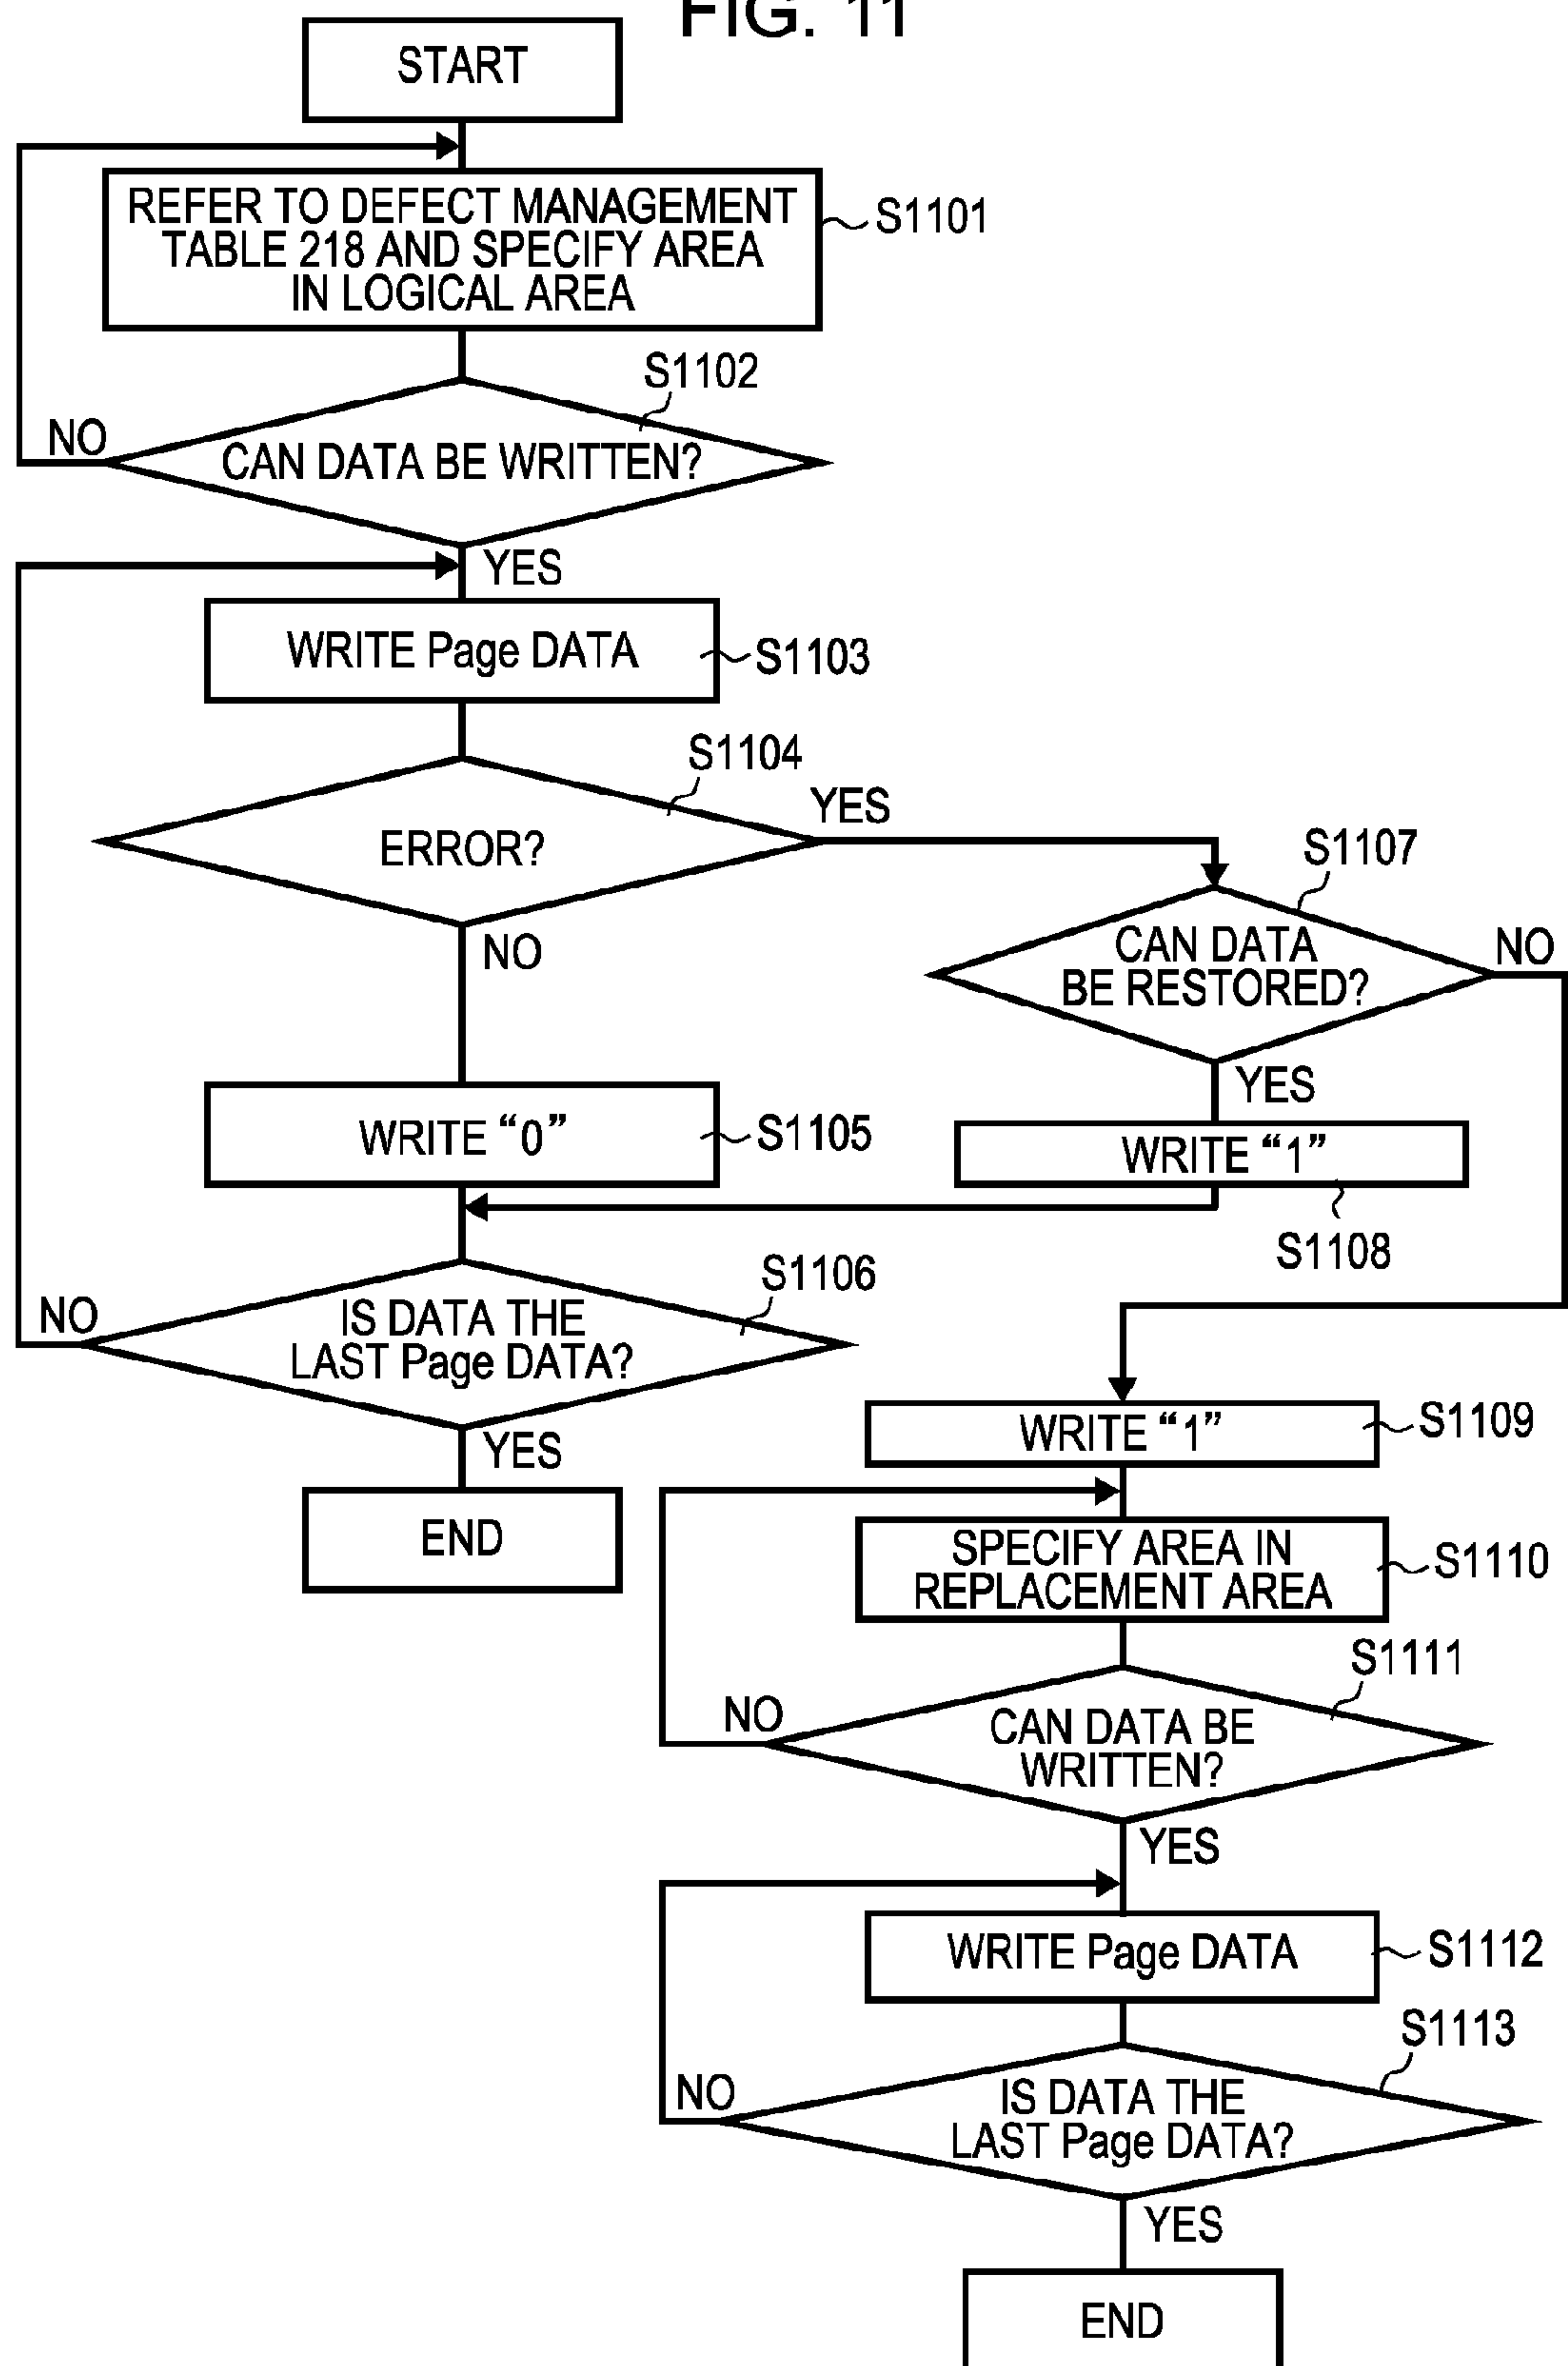 FIG. 11
START
REFER TO DEFECT MANAGEMENT
TABLE 218 AND SPECIFY AREA
IN LOGICAL AREA
S1101
S1102
CAN DATA BE WRITTEN?
NO
YES
WRITE Page DATA
S1103
S1104
ERROR?
YES
NO
S1107
CAN DATA
BE RESTORED?
NO
YES
WRITE “0”
S1105
WRITE “1”
S1108
S1106
IS DATA THE
LAST Page DATA?
NO
YES
END
WRITE “1”
S1109
SPECIFY AREA IN
REPLACEMENT AREA
S1110
S1111
CAN DATA BE
WRITTEN?
NO
YES
WRITE Page DATA
S1112
S1113
IS DATA THE
LAST Page DATA?
NO
YES
END